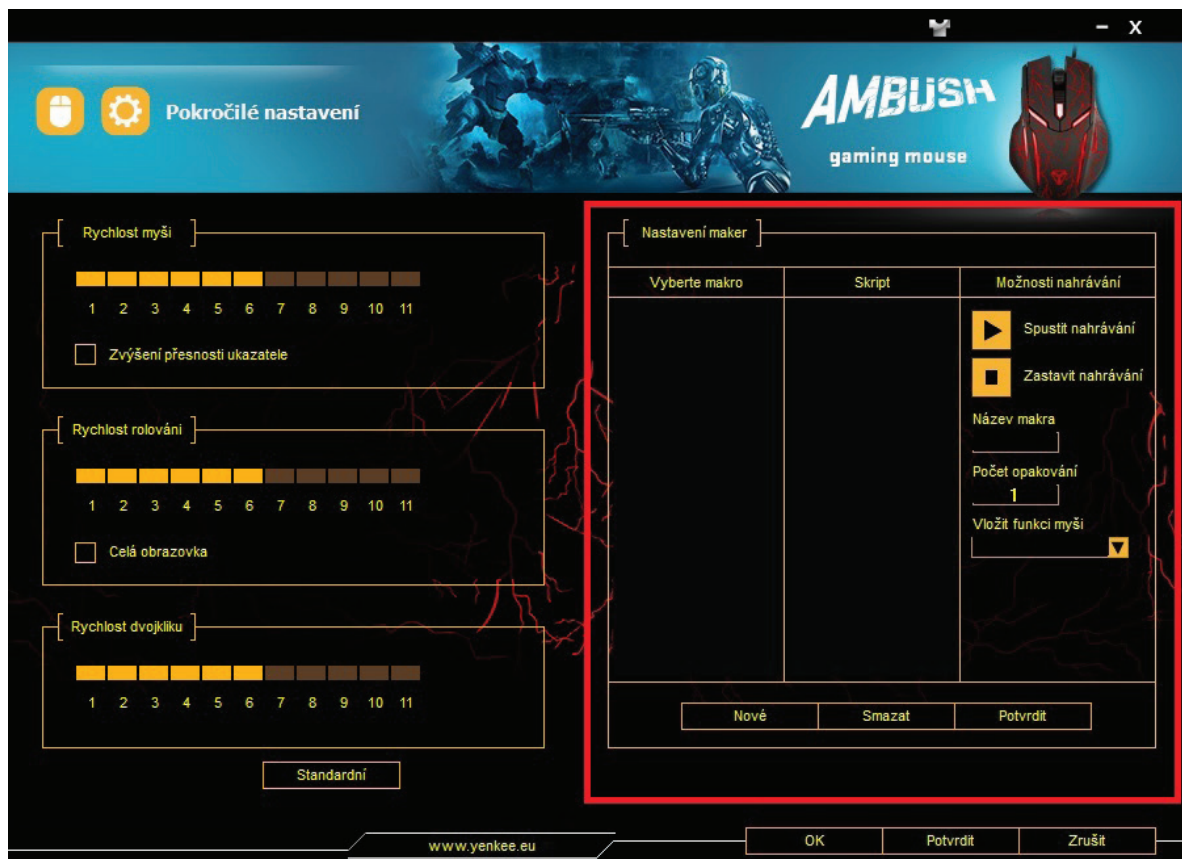 X
Pokročilé nastavení
AMBUSH
gaming mouse
Rychlost myši
1 2 3 4 5 6 7 8 9 10 11
Zvýšení přesnosti ukazatele
Rychlost rolování
1 2 3 4 5 6 7 8 9 10 11
Celá obrazovka
Rychlost dvojkliku
1 2 3 4 5 6 7 8 9 10 11
Standardní
Nastavení maker
Vyberte makro
Skript
Možnosti nahrávání
Spustit nahrávání
Zastavit nahrávání
Název makra
Počet opakování
1
Vložit funkci myši
Nové
Smazat
Potvrdit
www.yenkee.eu
OK
Potvrdit
Zrušit